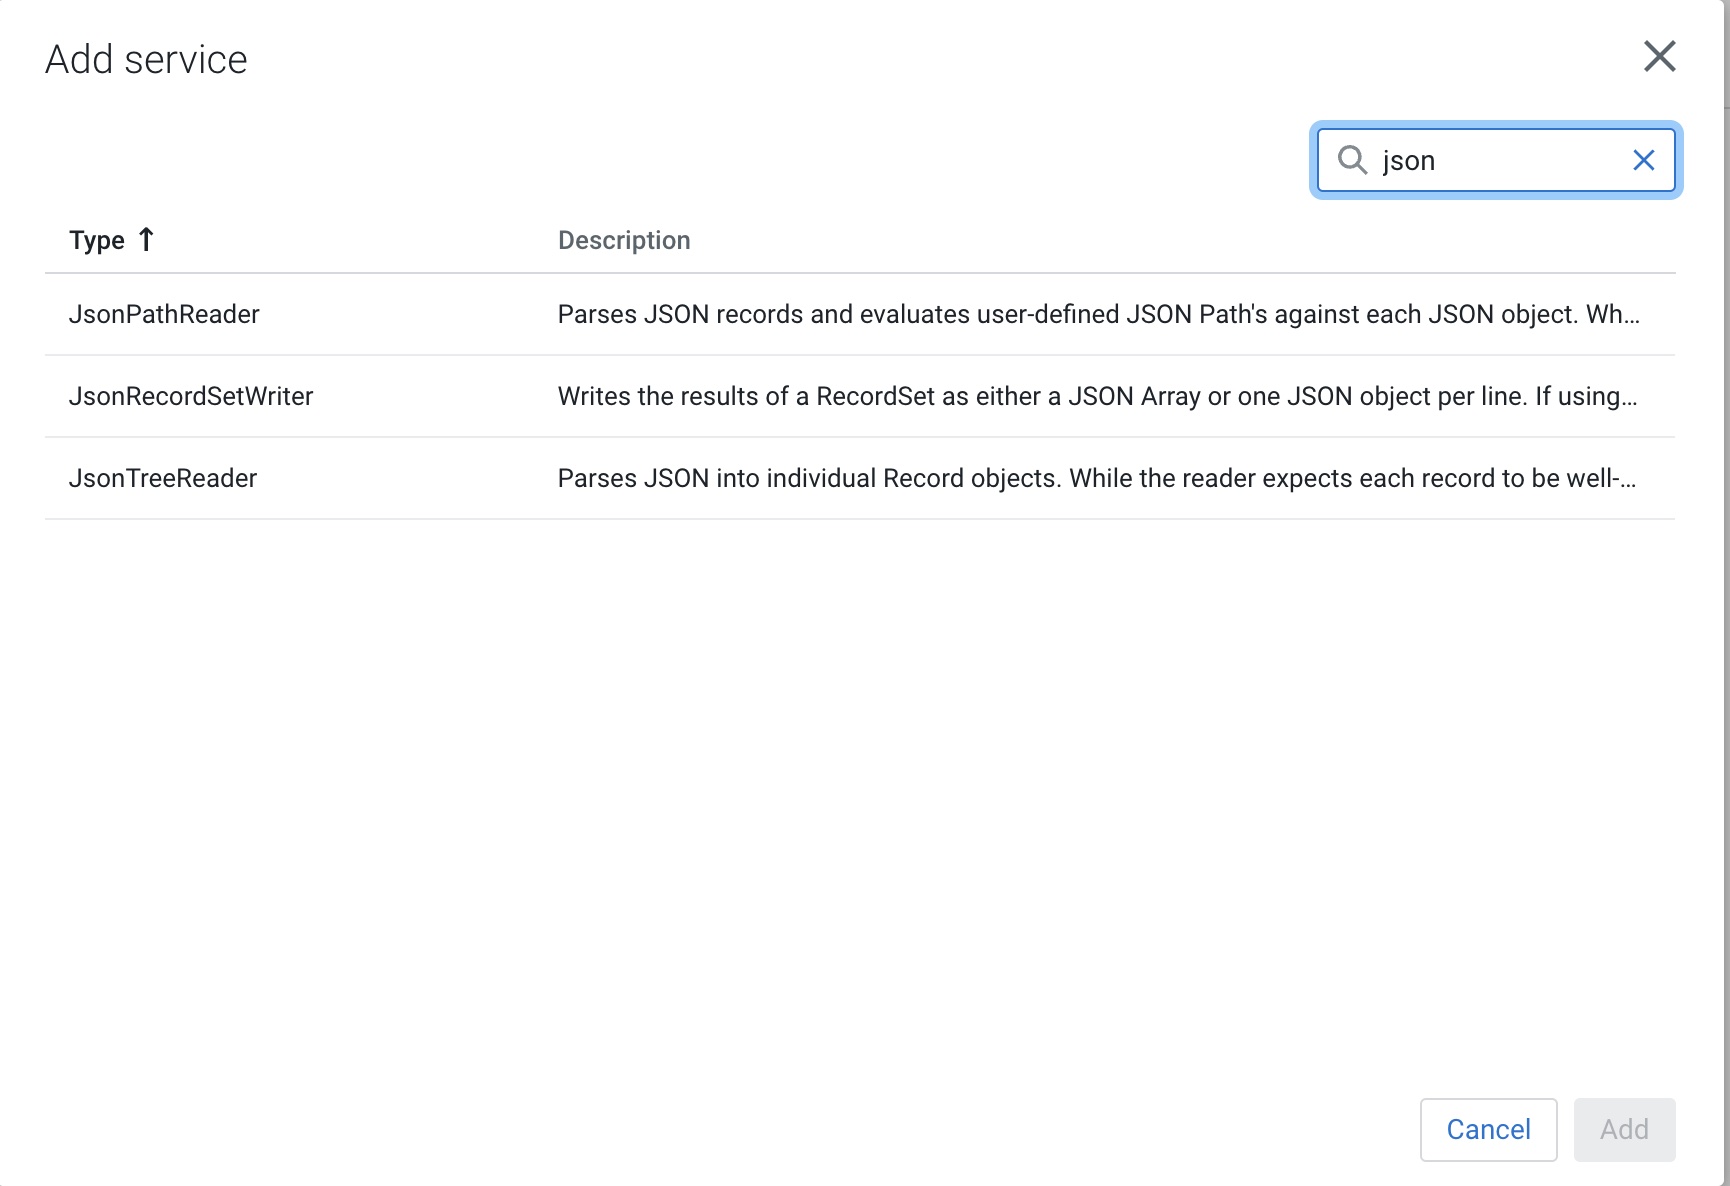 Add service
json
Type Description
JsonPathReader Parses JSON records and evaluates user-defined JSON Path's against each JSON object. Wh...
JsonRecordSetWriter Writes the results of a RecordSet as either a JSON Array or one JSON object per line. If using...
JsonTreeReader Parses JSON into individual Record objects. While the reader expects each record to be well-...
Cancel Add